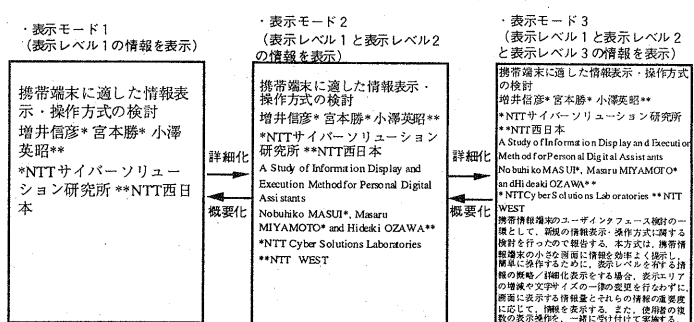 ・表示モード1
(表示レベル1の情報を表示)
携帯端末に適した情報表
示・操作方式の検討
増井信彦* 宮本勝* 小澤
英昭**
*NTTサイバーソリュー
ション研究所 **NTT西日
本
詳細化
概要化
・表示モード2
(表示レベル1と表示レベル2
の情報を表示)
携帯端末に適した情報表示・
操作方式の検討
増井信彦* 宮本勝* 小澤英昭**
*NTTサイバーソリューション
研究所 **NTT西日本
A Study of Information Display and
Execution Methodfor Personal Digital
Assistants
Nobuhiko MASUI*, Masaru
MIYAMOTO* and Hideaki OZAWA**
*NTT Cyber Solutions Laboratories
**NTT WEST
詳細化
概要化
・表示モード3
(表示レベル1と表示レベル2
と表示レベル3の情報を表示)
携帯端末に適した情報表示・操作方式
の検討
増井信彦* 宮本勝* 小澤英昭**
*NTTサイバーソリューション研究所
**NTT西日本
A Study of Information Display and Execution
Method for Personal Digital Assistants
Nobuhiko MASUI*, Masaru MIYAMOTO*
andHideaki OZAWA**
*NTTCyber Solutions Laboratories **NTT
WEST
携帯情報端末のユーザインタフェース検討の一
環として、新規の情報表示・操作方式に関する
検討を行ったので報告する。本方式は、携帯情
報端末の小さな画面に情報を効率よく提示し、
簡単に操作するために、表示レベルを有する情
報の概略/詳細化表示をする場合、表示エリア
の増減や文字サイズの一律の変更を行なわずに、
画面に表示する情報量とそれらの情報の重要度
に応じて、情報を表示する。また、使用者の複
数の表示操作を、一緒に受け付けて実施する。